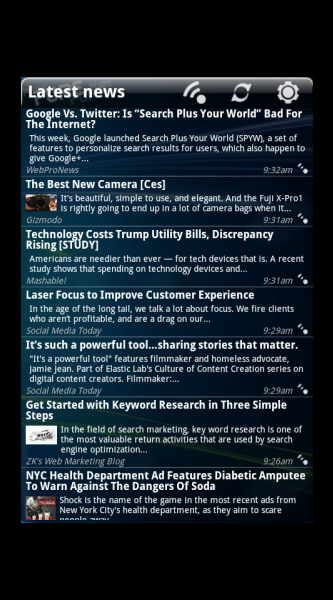 Latest news
Google Vs. Twitter: Is “Search Plus Your World” Bad For
The Internet?
This week, Google launched Search Plus Your World (SPYW), a set of
features to personalize search results for users, which also happen to
give Google+...
WebProNews 9:32am
The Best New Camera [Ces]
It's beautiful, simple to use, and elegant. And the Fuji X-Pro1
is rightly going to end up in a lot of camera bags when it...
Gizmodo 9:31am
Technology Costs Trump Utility Bills, Discrepancy
Rising [STUDY]
Americans are needier than ever — for tech devices that is. A recent
study shows that spending on technology devices and...
Mashable! 9:31am
Laser Focus to Improve Customer Experience
In the age of the long tail, we talk a lot about focus. We fire clients
who aren’t profitable, and are a drag on our...
Social Media Today 9:29am
It’s such a powerful tool...sharing stories that matter.
"It's a powerful tool" features filmmaker and homeless advocate,
Jamie Jean. Part of Elastic Lab's Culture of Content Creation series on
digital content creators. Filmmaker:...
Social Media Today 9:29am
Get Started with Keyword Research in Three Simple
Steps
In the field of search marketing, key word research is one of
the most valuable return activities that are used by search
engine optimization...
ZK's Web Marketing Blog 9:26am
NYC Health Department Ad Features Diabetic Amputee
To Warn Against The Dangers Of Soda
Shock is the name of the game in the most recent ads from
New York City's health department, as they aim to scare
people away